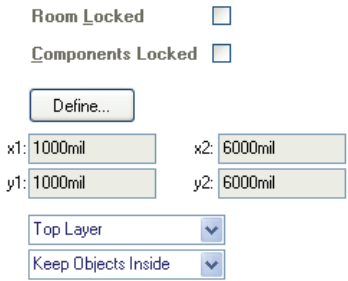 Room Locked
Components Locked
Define...
x1: 1000mil x2: 6000mil
y1: 1000mil y2: 6000mil
Top Layer
Keep Objects Inside